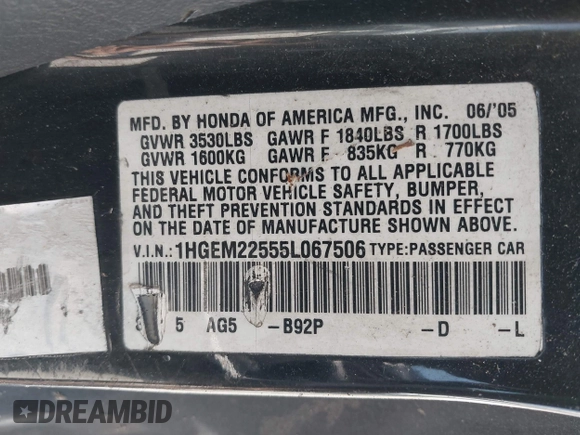 MFD. BY HONDA OF AMERICA MFG., INC. 06/'05
GVWR 3530LBS GAWR F 1840LBS R 1700LBS
GVWR 1600KG GAWR F 835KG R 770KG
THIS VEHICLE CONFORMS TO ALL APPLICABLE
FEDERAL MOTOR VEHICLE SAFETY, BUMPER,
AND THEFT PREVENTION STANDARDS IN EFFECT
ON THE DATE OF MANUFACTURE SHOWN ABOVE.
V.I.N.: 1HGEM22555L067506 TYPE: PASSENGER CAR
5 AG5 -B92P -D -L
DREAMBID